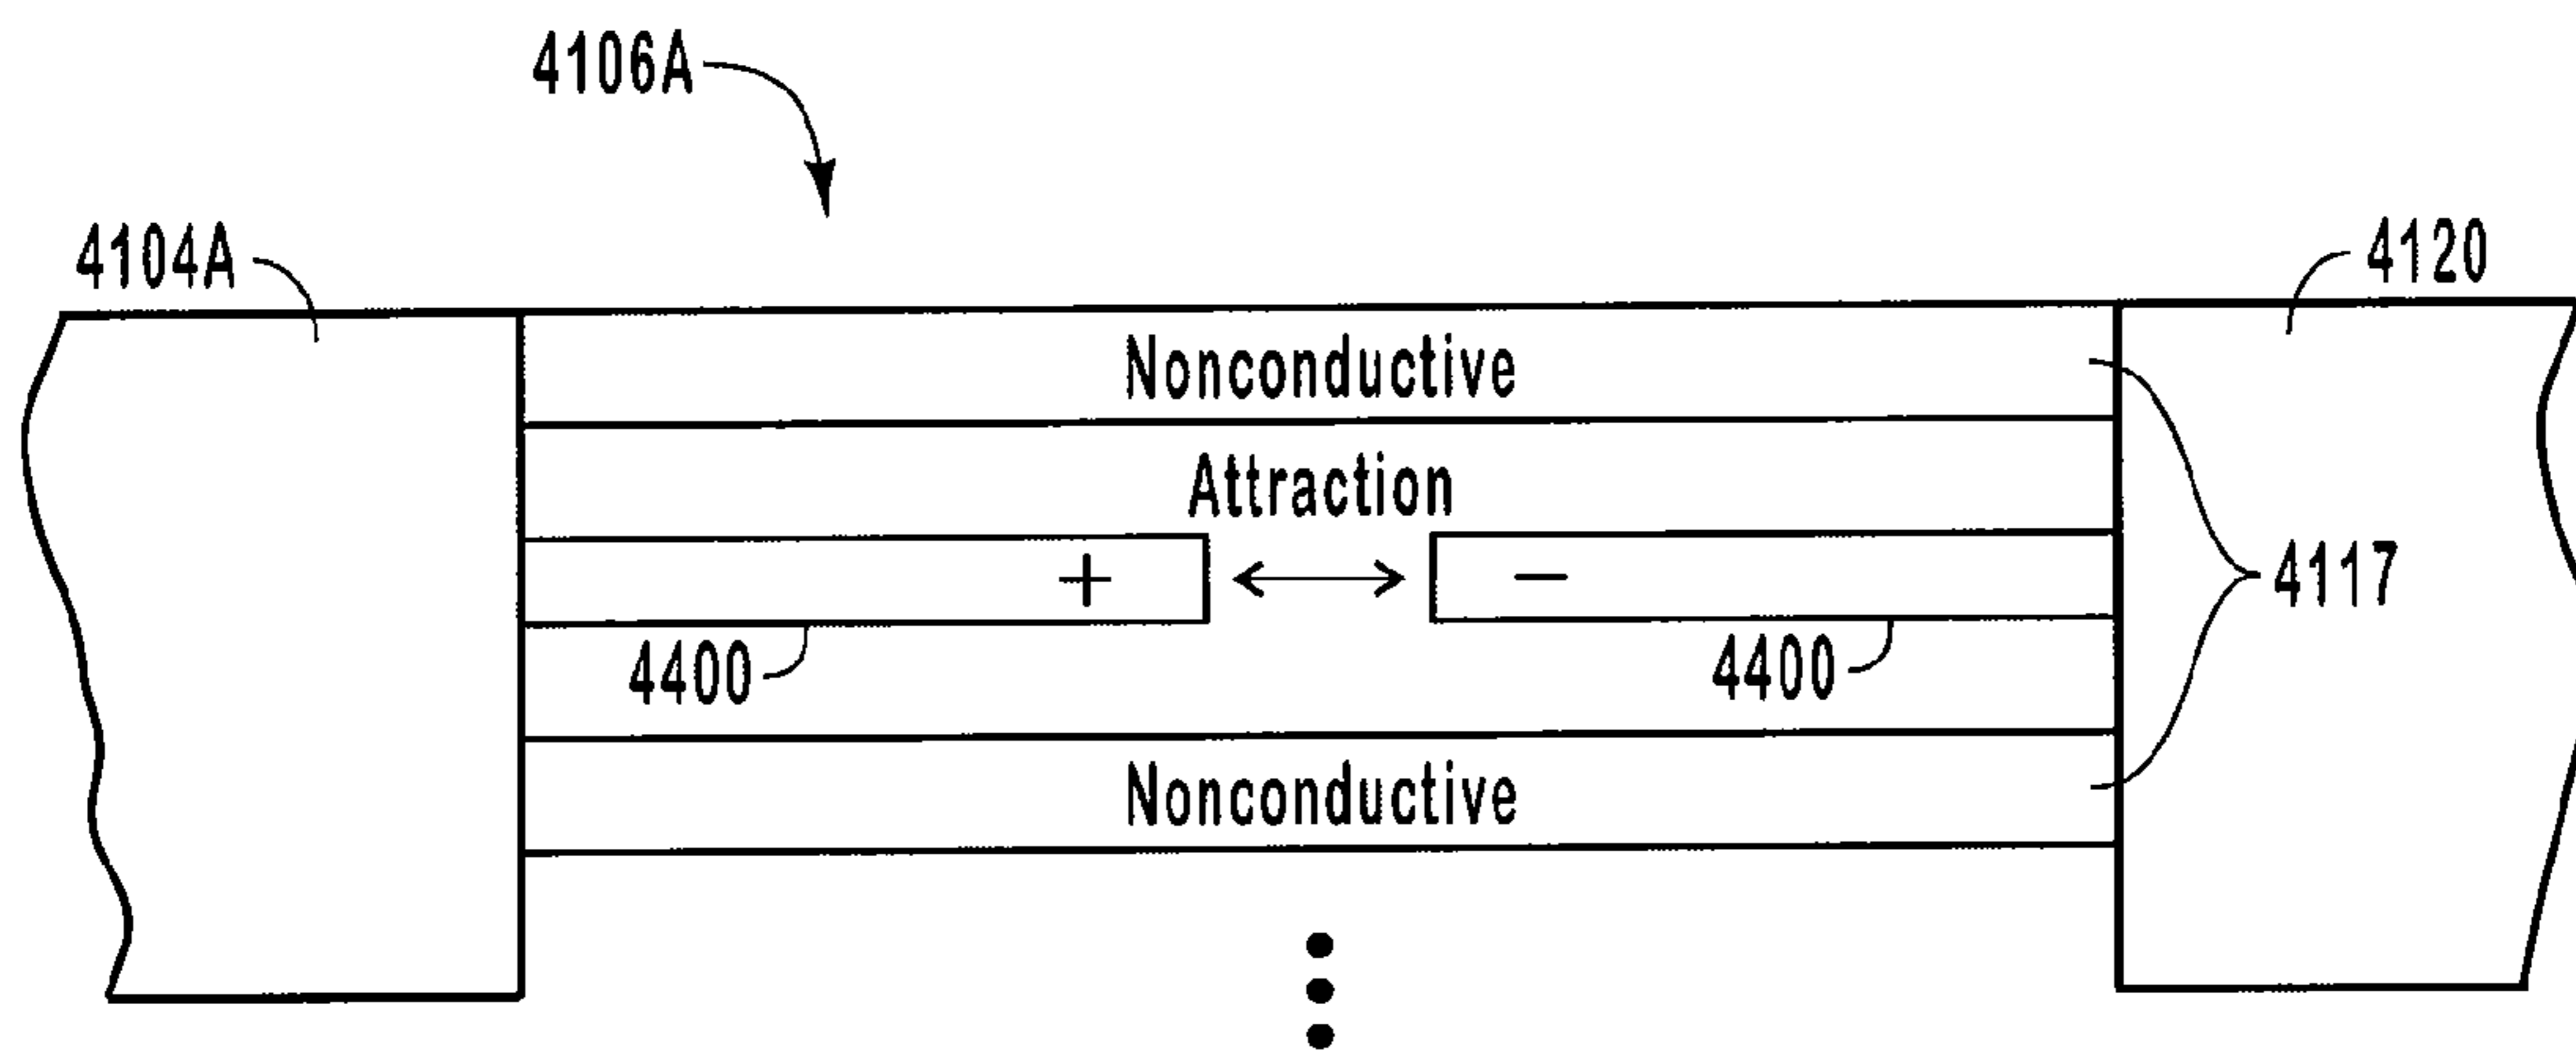 4106A
4104A
4120
Nonconductive
Attraction
+ −
4117
4400 4400
Nonconductive